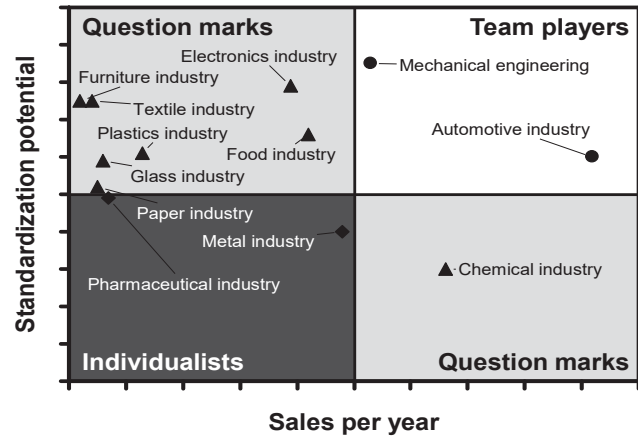 Question marks
Team players
Electronics industry
Mechanical engineering
Furniture industry
Textile industry
Plastics industry
Automotive industry
Food industry
Glass industry
Paper industry
Metal industry
Chemical industry
Pharmaceutical industry
Individualists
Question marks
Standardization potential
Sales per year